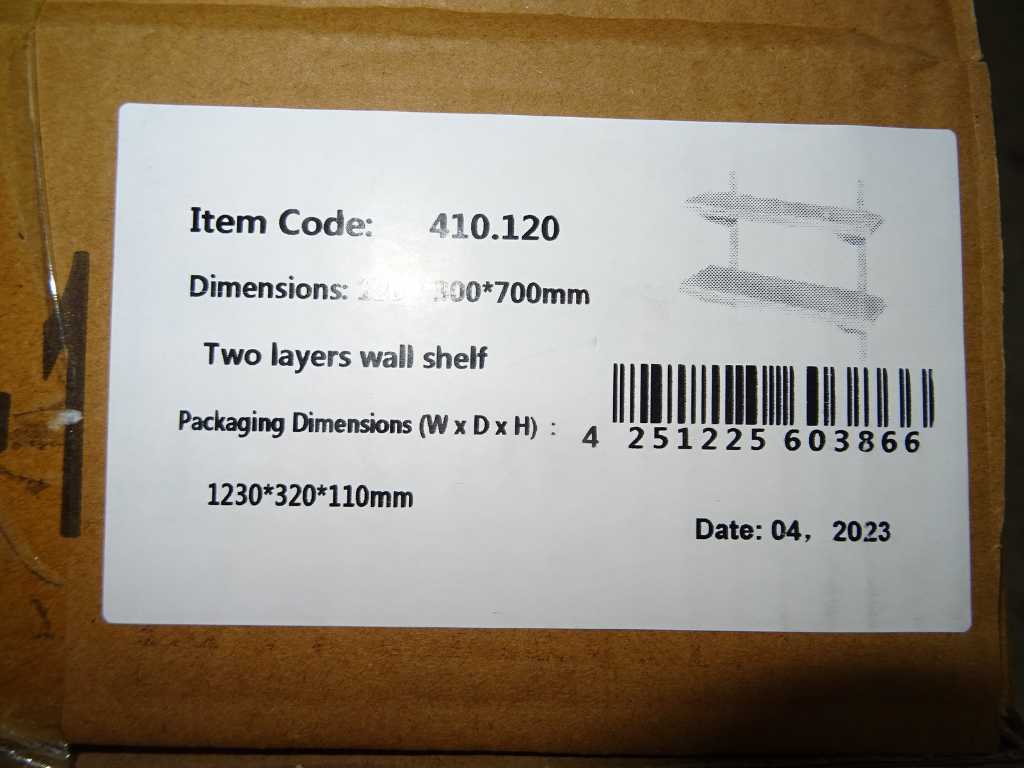 Item Code: 410.120
Dimensions: 300*700mm
Two layers wall shelf
Packaging Dimensions (W x D x H) :
4 251225 603866
1230*320*110mm
Date: 04, 2023